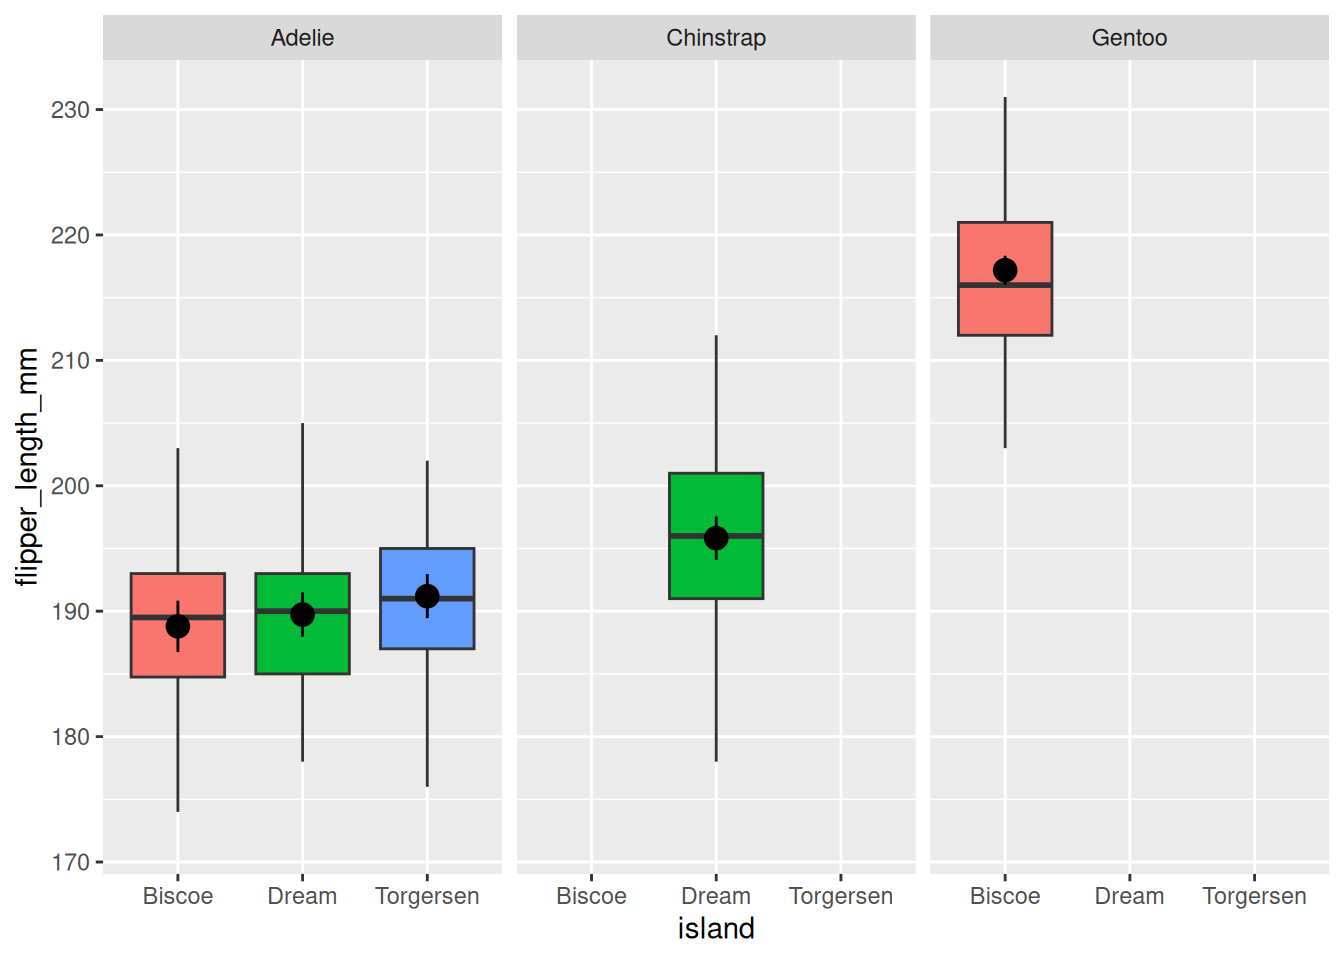 Adelie Chinstrap Gentoo
230
220
210
200
190
180
170
flipper_length_mm
Biscoe Dream Torgersen Biscoe Dream Torgersen Biscoe Dream Torgersen
island